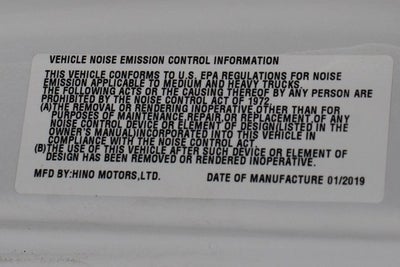 VEHICLE NOISE EMISSION CONTROL INFORMATION
THIS VEHICLE CONFORMS TO U.S. EPA REGULATIONS FOR NOISE
EMISSION APPLICABLE TO MEDIUM AND HEAVY TRUCKS.
THE FOLLOWING ACTS OR THE CAUSING THEREOF BY ANY PERSON ARE
PROHIBITED BY THE NOISE CONTROL ACT OF 1972.
(A)THE REMOVAL OR RENDERING INOPERATIVE,OTHER THAN FOR
PURPOSES OF MAINTENANCE,REPAIR,OR REPLACEMENT,OF ANY
NOISE CONTROL DEVICE OR ELEMENT OF DESIGN(LISTED IN THE
OWNER'S MANUAL)INCORPORATED INTO THIS VEHICLE IN
COMPLIANCE WITH THE NOISE CONTROL ACT.
(B)THE USE OF THIS VEHICLE AFTER SUCH DEVICE OR ELEMENT OF
DESIGN HAS BEEN REMOVED OR RENDERED INOPERATIVE.
MFD BY:HINO MOTORS,LTD. DATE OF MANUFACTURE 01/2019